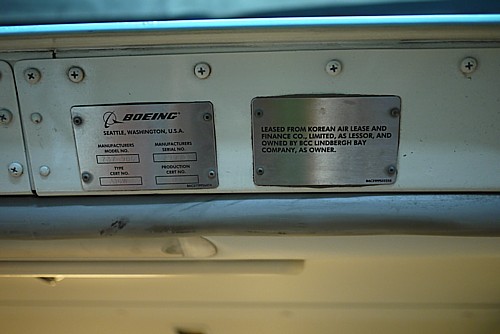 BOEING
SEATTLE, WASHINGTON, U.S.A.
MANUFACTURERS MODEL NO.
MANUFACTURERS SERIAL NO.
TYPE CERT NO.
PRODUCTION CERT NO.
LEASED FROM KOREAN AIR LEASE AND
FINANCE CO., LIMITED, AS LESSOR, AND
OWNED BY BCC LINDBERGH BAY
COMPANY, AS OWNER.